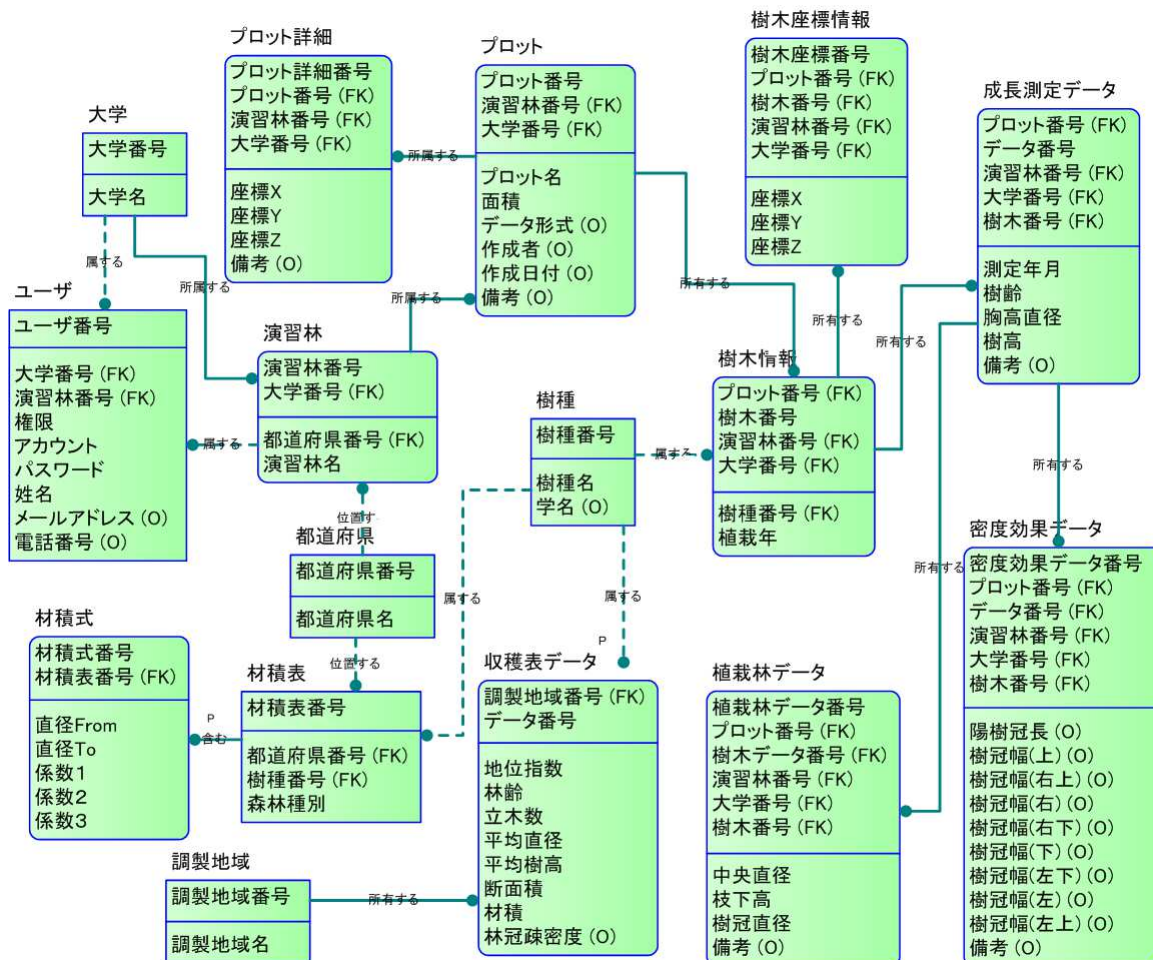 プロット詳細
プロット詳細番号
プロット番号 (FK)
演習林番号 (FK)
大学番号 (FK)
座標X
座標Y
座標Z
備考 (O)
プロット
プロット番号
演習林番号 (FK)
大学番号 (FK)
プロット名
面積
データ形式 (O)
作成者 (O)
作成日付 (O)
備考 (O)
樹木座標情報
樹木座標番号
プロット番号 (FK)
樹木番号 (FK)
演習林番号 (FK)
大学番号 (FK)
座標X
座標Y
座標Z
成長測定データ
プロット番号 (FK)
データ番号
演習林番号 (FK)
大学番号 (FK)
樹木番号 (FK)
測定年月
樹齢
胸高直径
樹高
備考 (O)
大学
大学番号
大学名
所属する
属する
所属する
所属する
所有する
所有する
所有する
ユーザ
ユーザ番号
大学番号 (FK)
演習林番号 (FK)
権限
アカウント
パスワード
姓名
メールアドレス (O)
電話番号 (O)
属する
演習林
演習林番号
大学番号 (FK)
都道府県番号 (FK)
演習林名
位置す
樹種
樹種番号
樹種名
学名 (O)
属する
樹木情報
プロット番号 (FK)
樹木番号
演習林番号 (FK)
大学番号 (FK)
樹種番号 (FK)
植栽年
所有する
都道府県
都道府県番号
都道府県名
位置する
属する
属する
P
所有する
密度効果データ
密度効果データ番号
プロット番号 (FK)
データ番号 (FK)
演習林番号 (FK)
大学番号 (FK)
樹木番号 (FK)
陽樹冠長 (O)
樹冠幅(上) (O)
樹冠幅(右上) (O)
樹冠幅(右) (O)
樹冠幅(右下) (O)
樹冠幅(下) (O)
樹冠幅(左下) (O)
樹冠幅(左) (O)
樹冠幅(左上) (O)
備考 (O)
材積式
材積式番号
材積表番号 (FK)
直径From
直径To
係数1
係数2
係数3
P
含む
材積表
材積表番号
都道府県番号 (FK)
樹種番号 (FK)
森林種別
収穫表データ
調製地域番号 (FK)
データ番号
地位指数
林齢
立木数
平均直径
平均樹高
断面積
材積
林冠疎密度 (O)
植栽林データ
植栽林データ番号
プロット番号 (FK)
樹木データ番号 (FK)
演習林番号 (FK)
大学番号 (FK)
樹木番号 (FK)
中央直径
枝下高
樹冠直径
備考 (O)
調製地域
調製地域番号
調製地域名
所有する